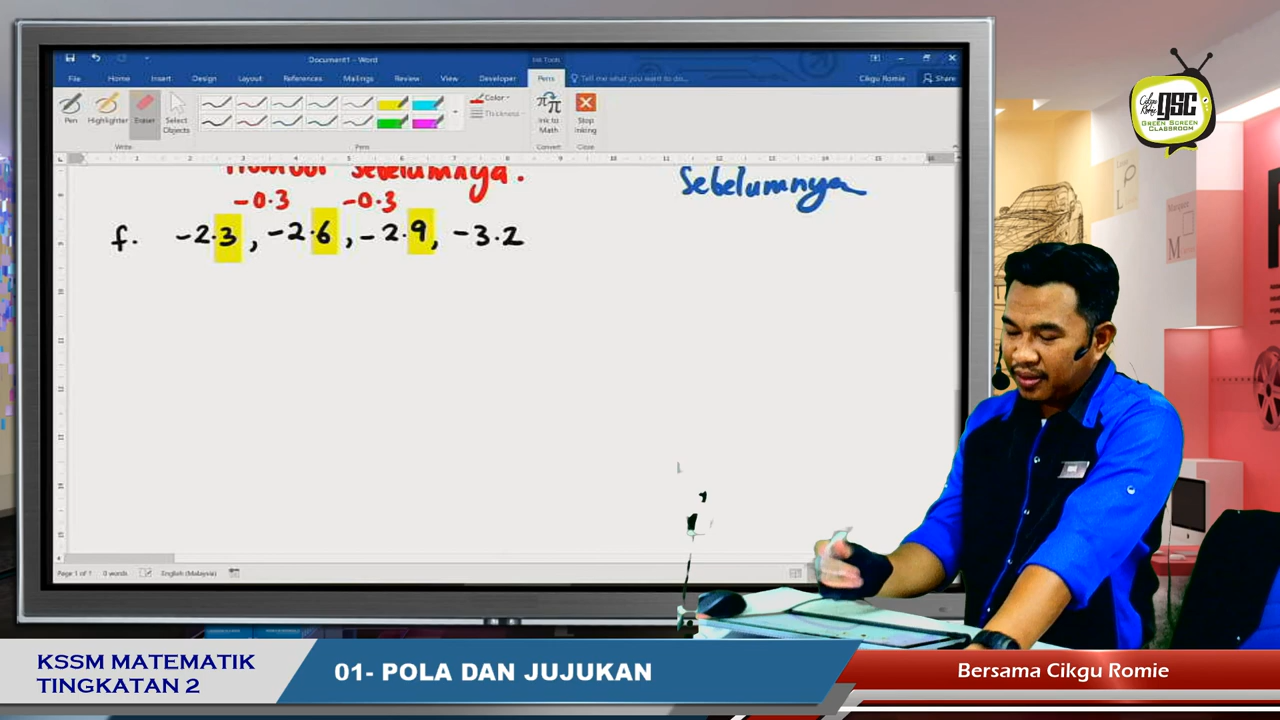 Document1 - Word
Ink Tools
File Home Insert Design Layout References Mailings Review View Developer Pens Tell me what you want to do... Cikgu Romie Share
Pen Highlighter Eraser Select Objects
Color
Thickness
Ink to Math
Stop Inking
Write Pens Convert Close
Nombor sebelumnya.
Sebelumnya
-0.3 -0.3
f. -2.3, -2.6, -2.9, -3.2
Page 1 of 1 0 words English (Malaysia)
Cikgu Romie GSC
GREEN SCREEN
CLASSROOM
KSSM MATEMATIK
TINGKATAN 2
01- POLA DAN JUJUKAN
Bersama Cikgu Romie